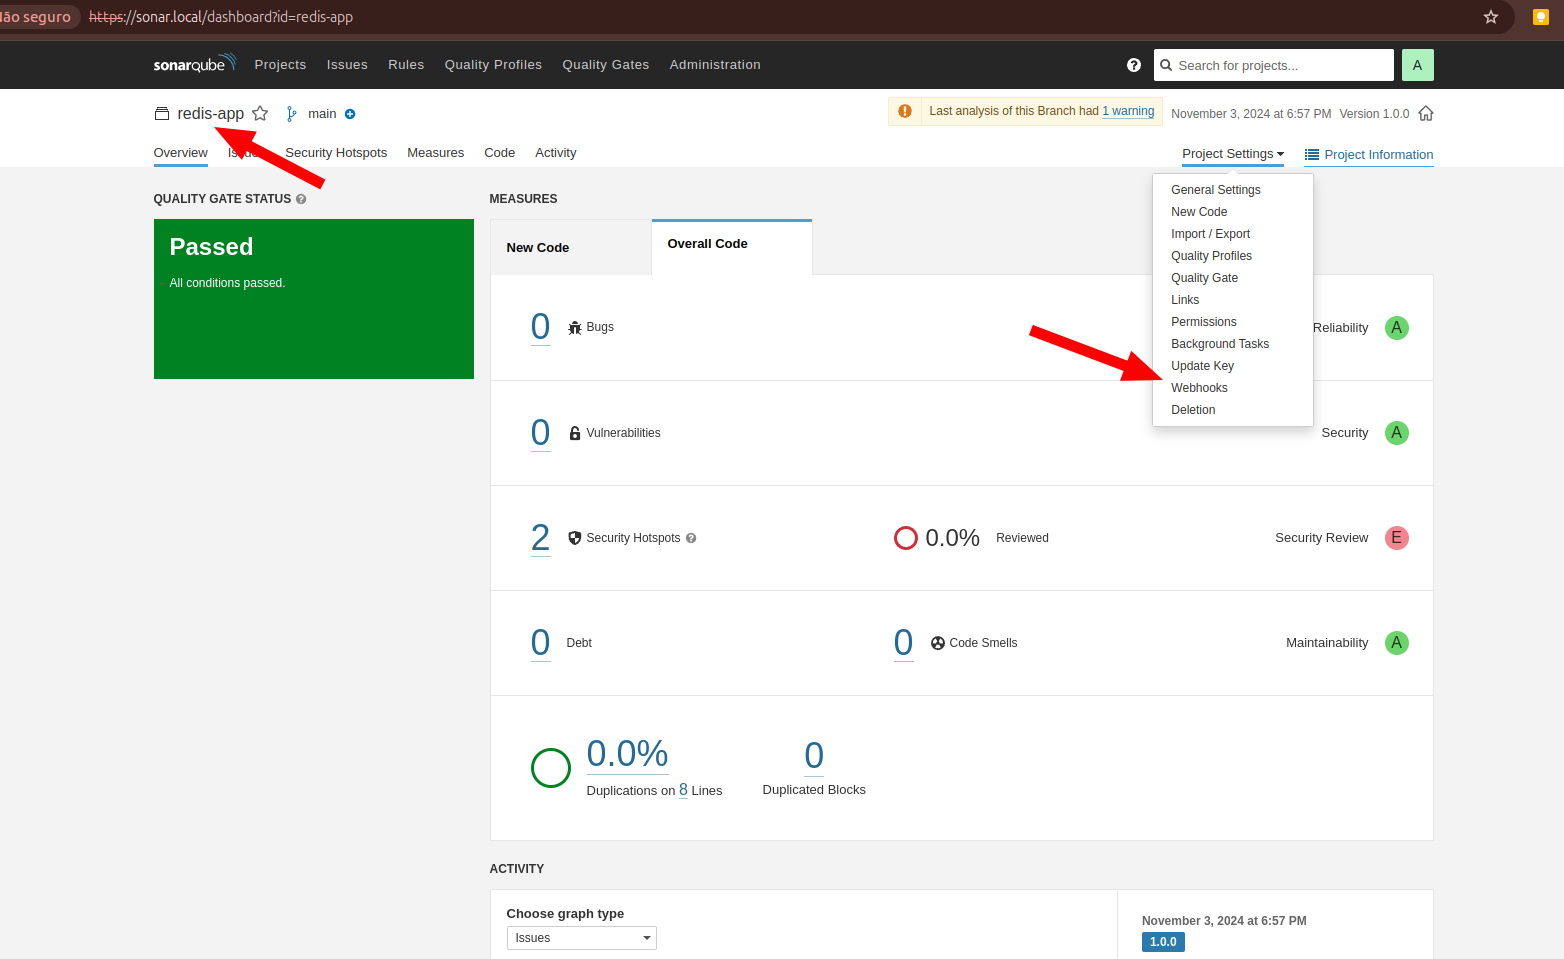 ão seguro https://sonar.local/dashboard?id=redis-app
sonarqube Projects Issues Rules Quality Profiles Quality Gates Administration ? Search for projects... A
redis-app main Last analysis of this Branch had 1 warning November 3, 2024 at 6:57 PM Version 1.0.0
Overview Security Hotspots Measures Code Activity Project Settings Project Information
QUALITY GATE STATUS ?
Passed
All conditions passed.
MEASURES
New Code Overall Code
General Settings
New Code
Import / Export
Quality Profiles
Quality Gate
Links
Permissions
Background Tasks
Update Key
Webhooks
Deletion
0 Bugs Reliability A
0 Vulnerabilities Security A
2 Security Hotspots ? 0.0% Reviewed Security Review E
0 Debt 0 Code Smells Maintainability A
0.0% 0
Duplications on 8 Lines Duplicated Blocks
ACTIVITY
Choose graph type
Issues
November 3, 2024 at 6:57 PM
1.0.0